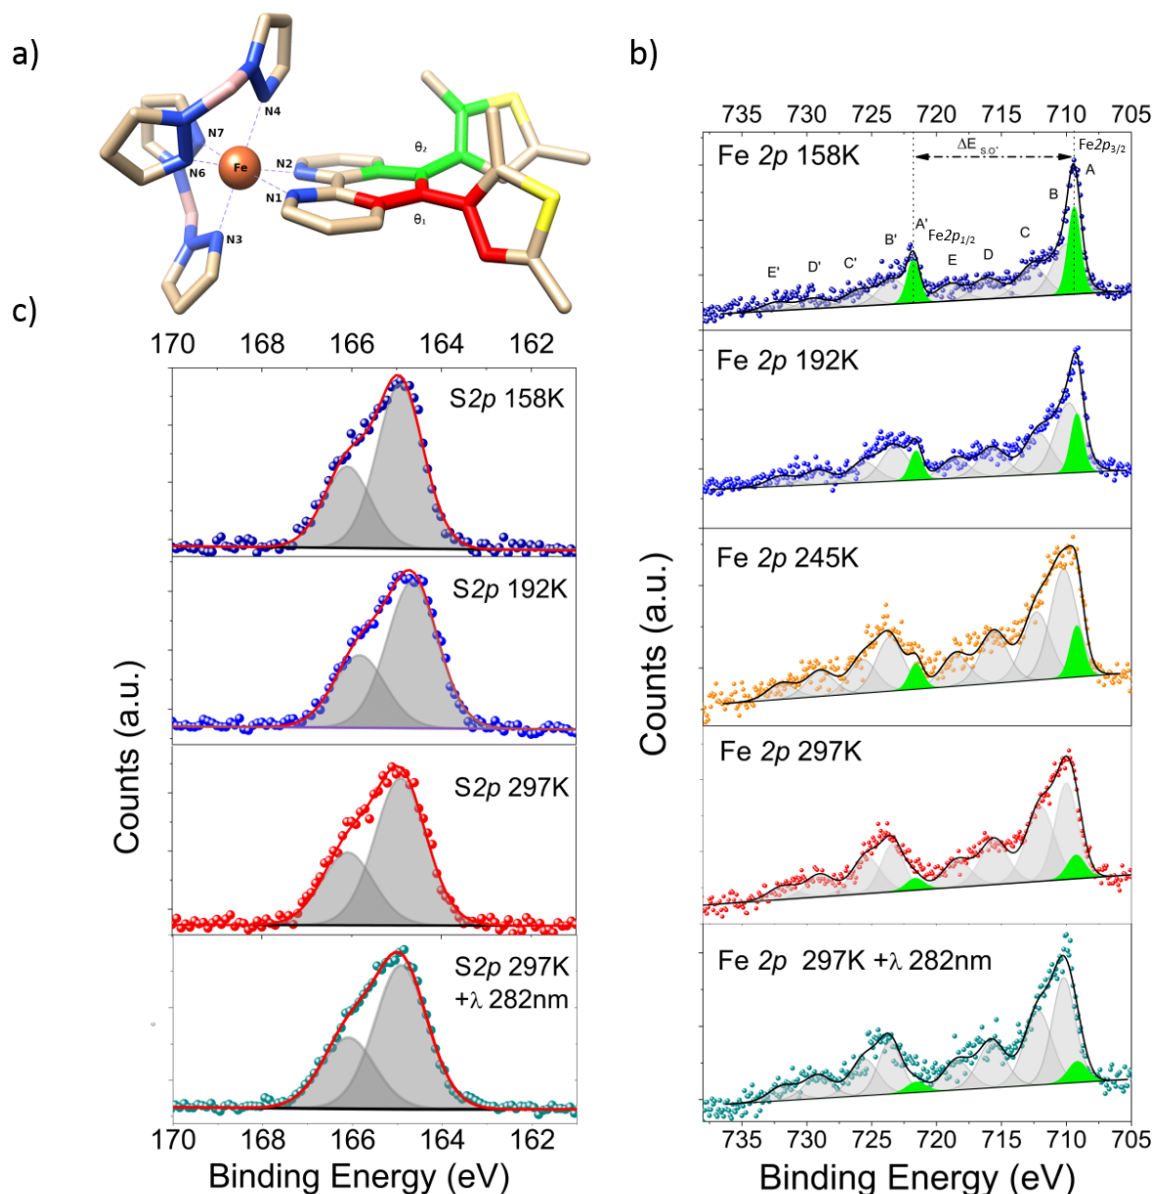 a)
N4
N7
Fe
N6
N2
N1
N3
θ₂
θ₁
b)
735 730 725 720 715 710 705
Fe 2p 158K
ΔE S.O.
Fe2p3/2
A
B
C
D
E
A'
Fe2p1/2
B'
C'
D'
E'
Fe 2p 192K
Fe 2p 245K
Fe 2p 297K
Fe 2p 297K +λ 282nm
Counts (a.u.)
735 730 725 720 715 710 705
Binding Energy (eV)
c)
170 168 166 164 162
S2p 158K
S2p 192K
S2p 297K
S2p 297K
+λ 282nm
Counts (a.u.)
170 168 166 164 162
Binding Energy (eV)